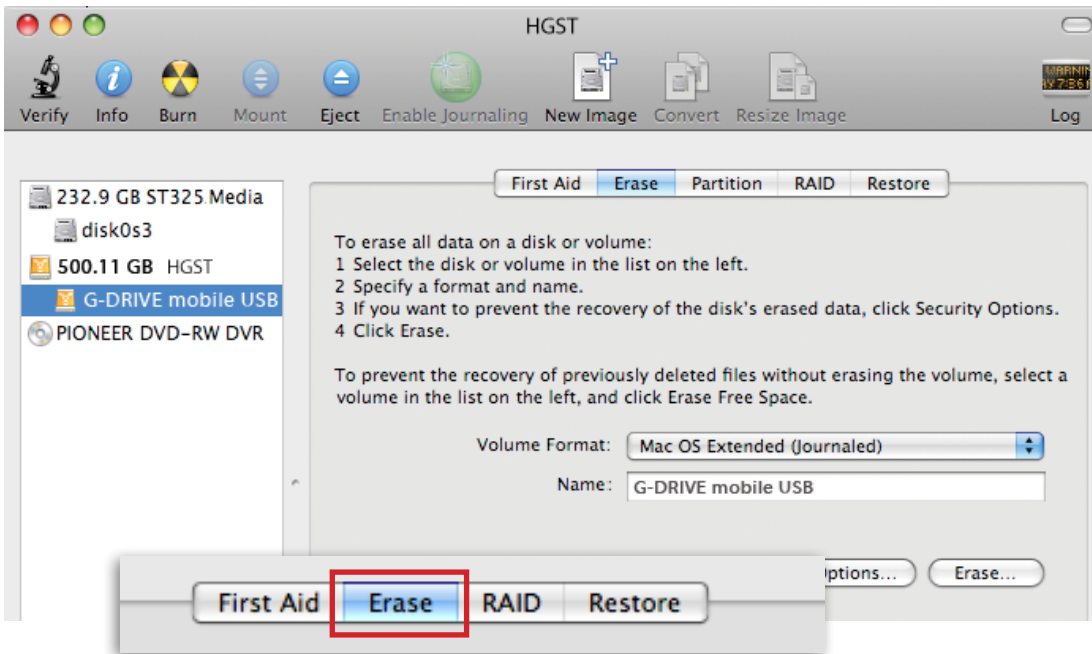 HGST
Verify Info Burn Mount Eject Enable Journaling New Image Convert Resize Image Log
First Aid Erase Partition RAID Restore
232.9 GB ST325.Media
disk0s3
500.11 GB HGST
G-DRIVE mobile USB
PIONEER DVD-RW DVR
To erase all data on a disk or volume:
1 Select the disk or volume in the list on the left.
2 Specify a format and name.
3 If you want to prevent the recovery of the disk's erased data, click Security Options.
4 Click Erase.
To prevent the recovery of previously deleted files without erasing the volume, select a
volume in the list on the left, and click Erase Free Space.
Volume Format: Mac OS Extended (Journaled)
Name: G-DRIVE mobile USB
Erase...
First Aid Erase RAID Restore